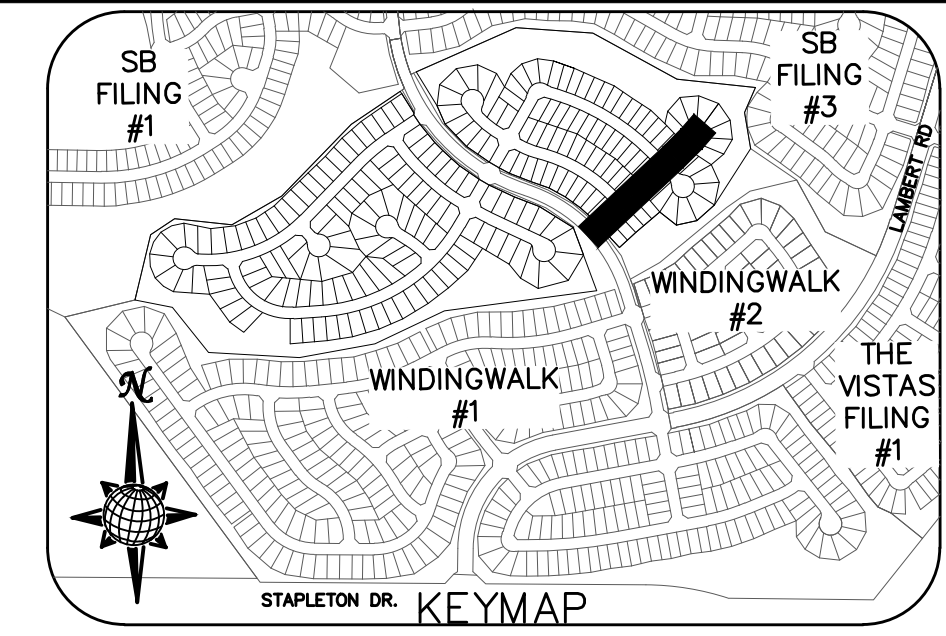 SB
FILING
#1
SB
FILING
#3
LAMBERT RD
WINDINGWALK
#2
THE
VISTAS
FILING
#1
WINDINGWALK
#1
N
STAPLETON DR.
KEYMAP